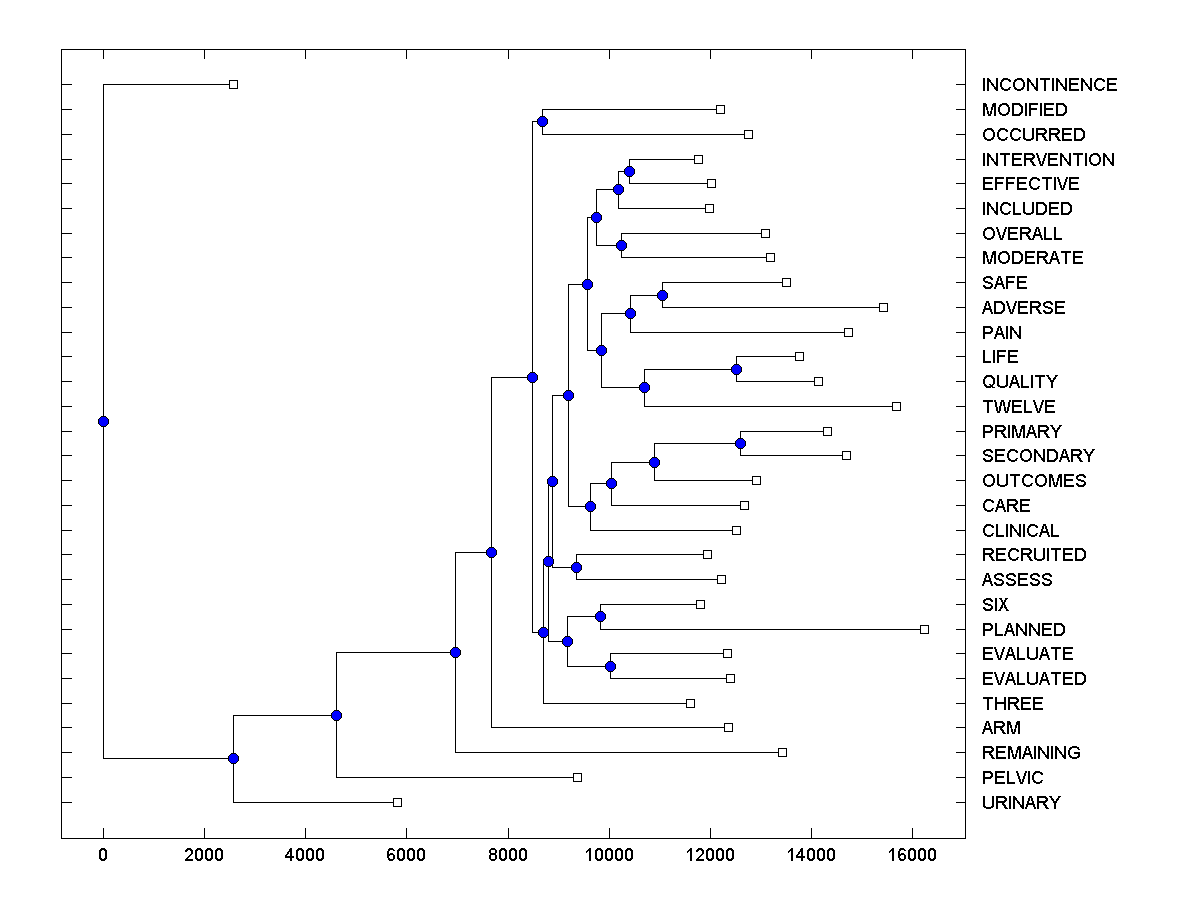 INCONTINENCE
MODIFIED
OCCURRED
INTERVENTION
EFFECTIVE
INCLUDED
OVERALL
MODERATE
SAFE
ADVERSE
PAIN
LIFE
QUALITY
TWELVE
PRIMARY
SECONDARY
OUTCOMES
CARE
CLINICAL
RECRUITED
ASSESS
SIX
PLANNED
EVALUATE
EVALUATED
THREE
ARM
REMAINING
PELVIC
URINARY
0 2000 4000 6000 8000 10000 12000 14000 16000